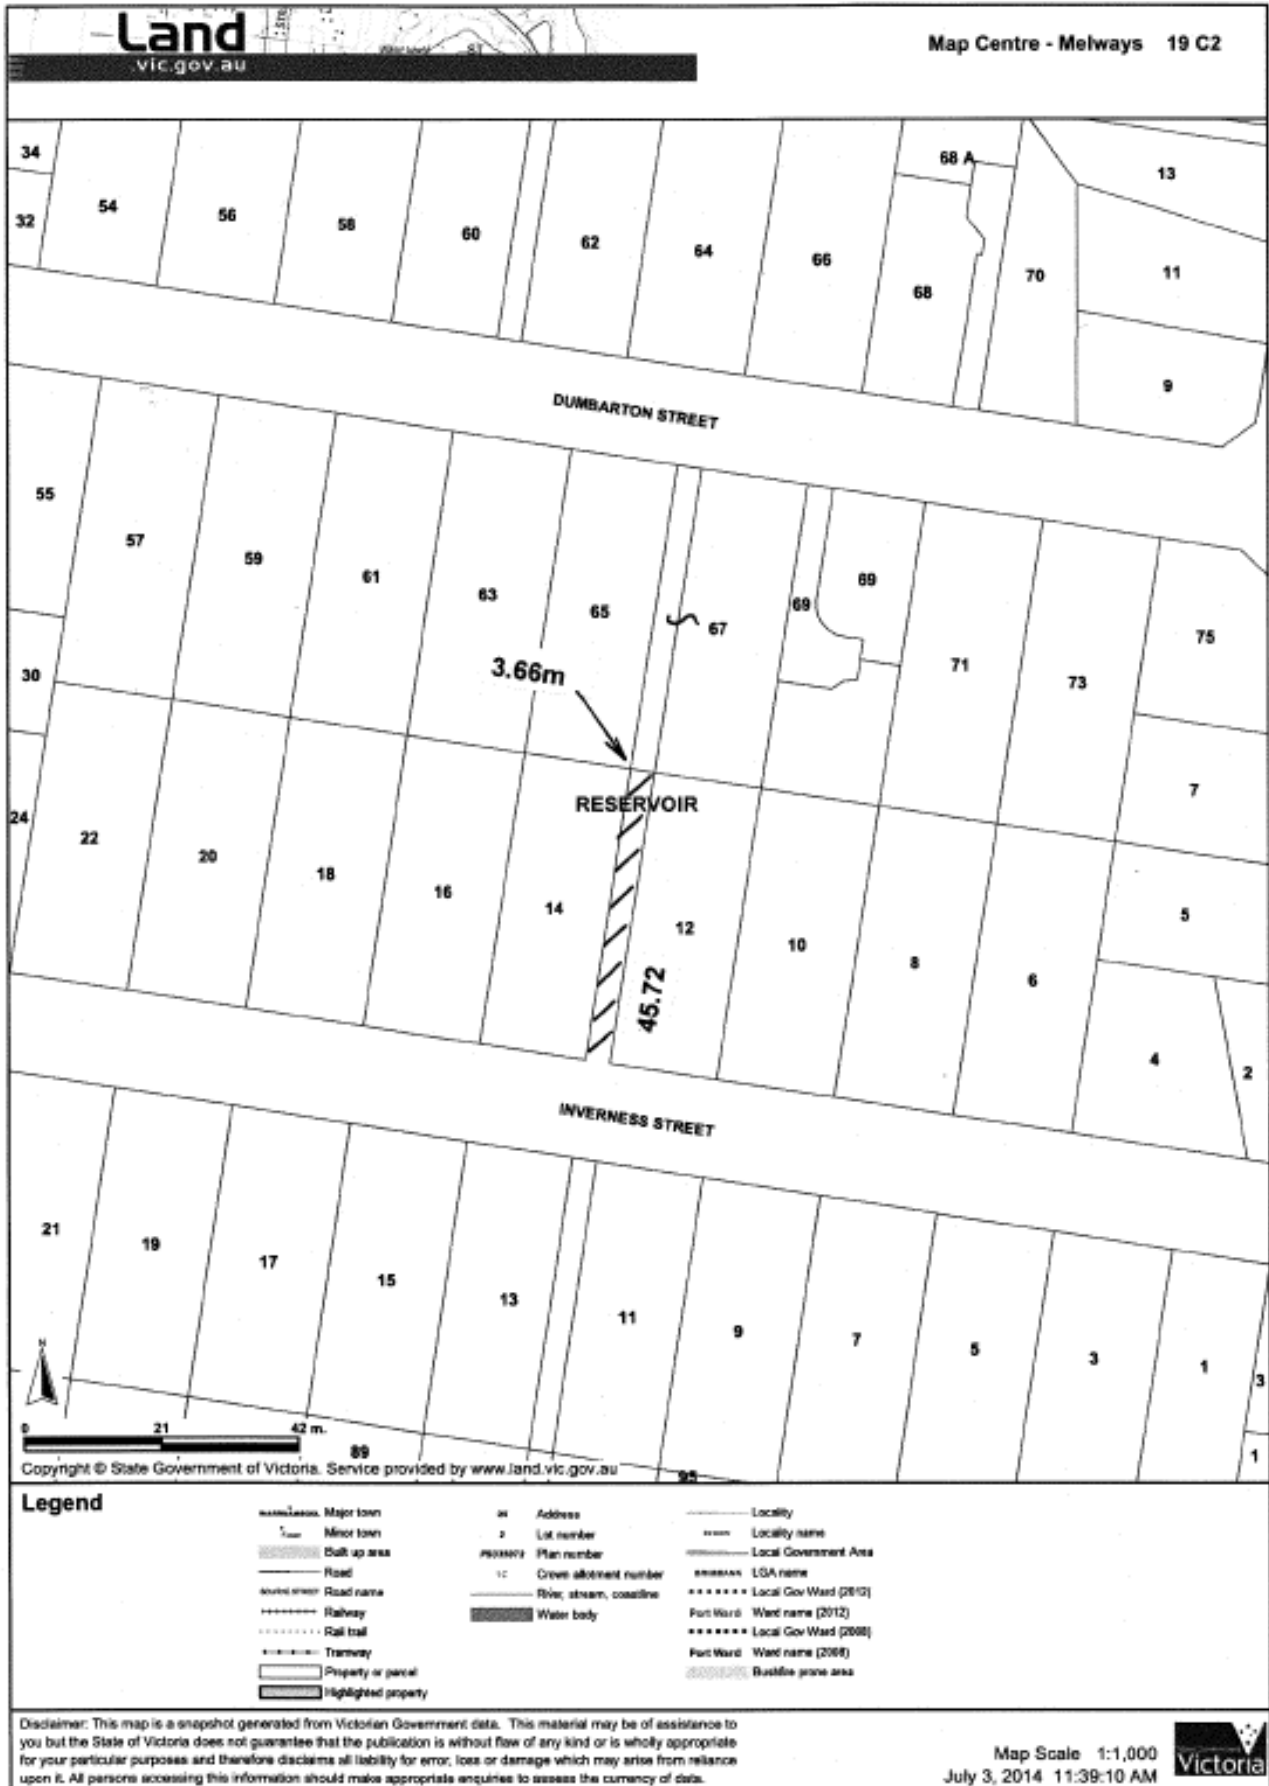 Land
.vic.gov.au
Map Centre - Melways 19 C2
34
32
54
56
58
60
62
64
66
68 A
68
70
13
11
9
DUMBARTON STREET
55
57
59
61
63
65
67
69
69
71
73
75
30
3.66m
RESERVOIR
7
24
22
20
18
16
14
12
10
8
6
5
4
2
45.72
INVERNESS STREET
21
19
17
15
13
11
9
7
5
3
1
3
1
N
0 21 42 m.
89
95
Copyright © State Government of Victoria. Service provided by www.land.vic.gov.au
Legend
Major town
Minor town
Built up area
Road
Road name
Railway
Rail trail
Tramway
Property or parcel
Highlighted property
Address
Lot number
Plan number
Crown allotment number
River, stream, coastline
Water body
Locality
Locality name
Local Government Area
LGA name
Local Gov Ward (2012)
Port Ward Ward name (2012)
Local Gov Ward (2008)
Port Ward Ward name (2008)
Bushfire prone area
Disclaimer: This map is a snapshot generated from Victorian Government data. This material may be of assistance to
you but the State of Victoria does not guarantee that the publication is without flaw of any kind or is wholly appropriate
for your particular purposes and therefore disclaims all liability for error, loss or damage which may arise from reliance
upon it. All persons accessing this information should make appropriate enquiries to assess the currency of data.
Map Scale 1:1,000
July 3, 2014 11:39:10 AM
Victoria